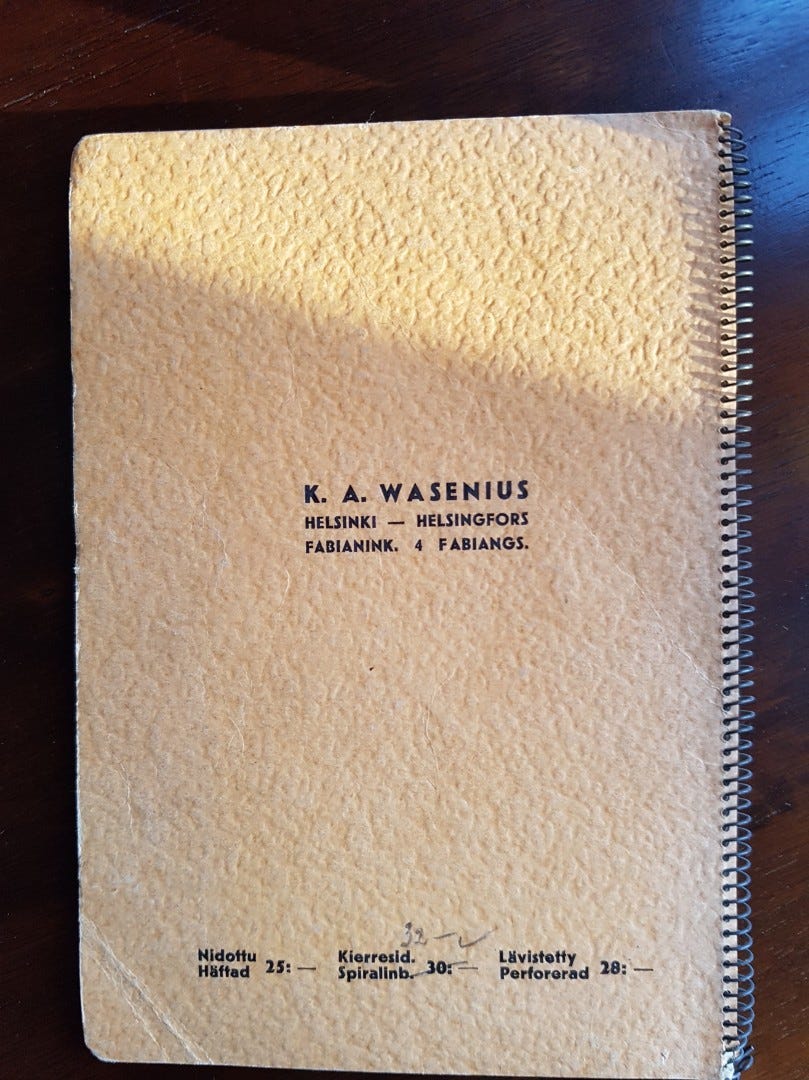 K. A. WASENIUS
HELSINKI — HELSINGFORS
FABIANINK. 4 FABIANGS.
32 —
Nidottu Häftad 25: —
Kierresid. Spiralinb. 30: —
Lävistetty Perforerad 28: —